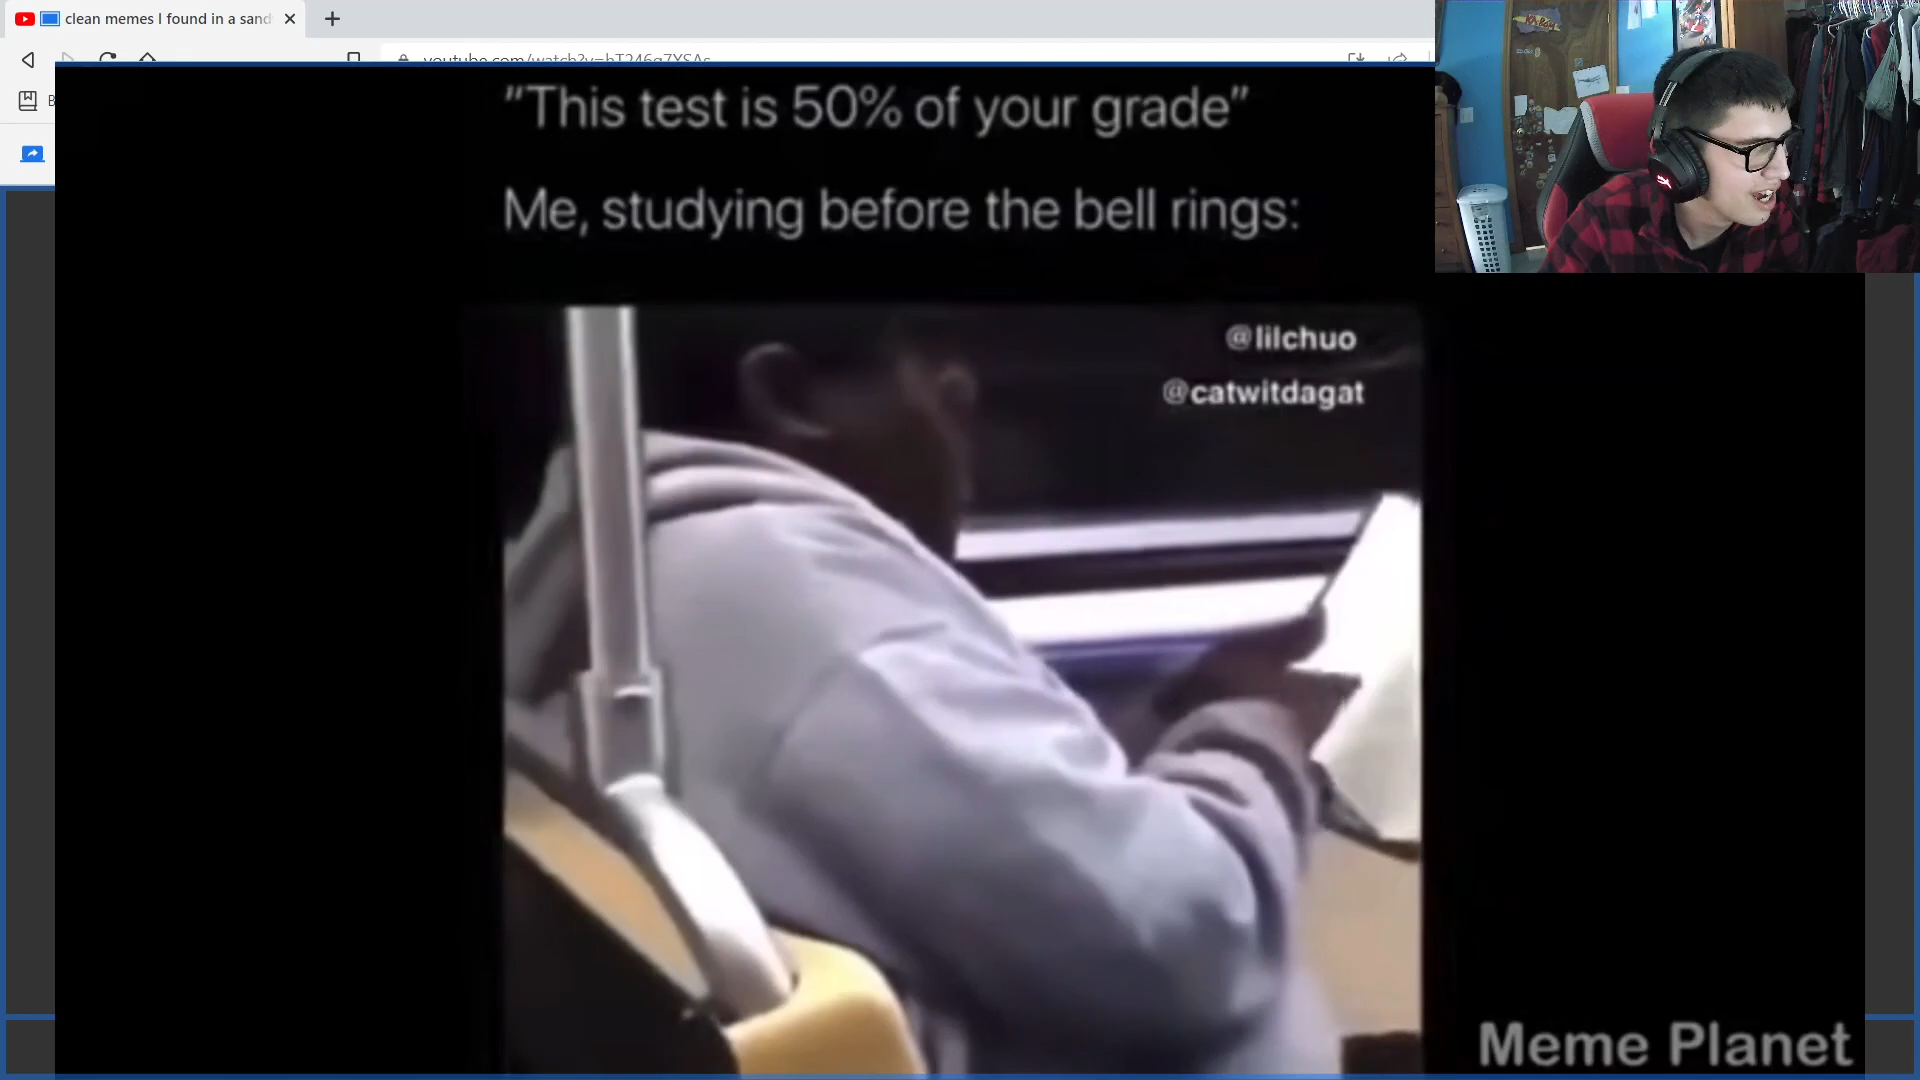 clean memes I found in a sand
"This test is 50% of your grade"
Me, studying before the bell rings:
@lilchuo
@catwitdagat
Meme Planet